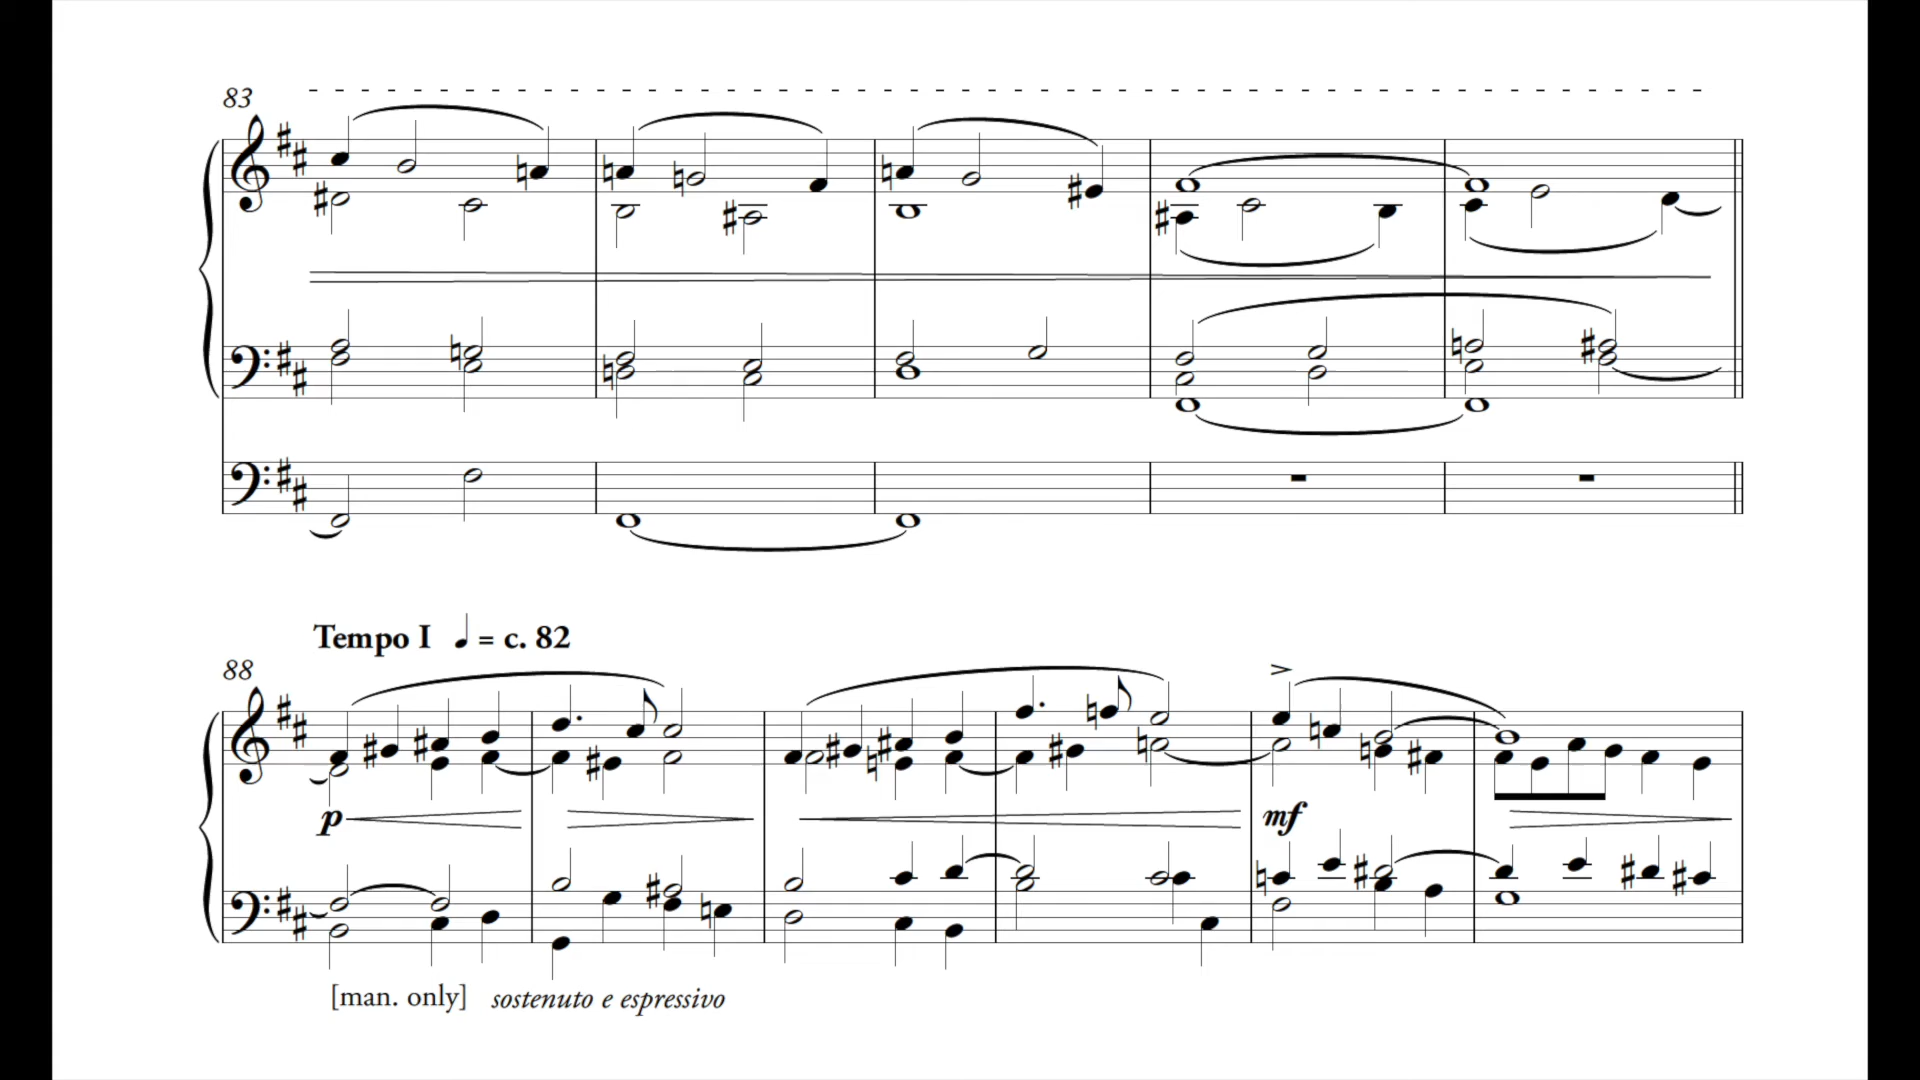 83
Tempo I ♩ = c. 82
88
p
mf
[man. only] sostenuto e espressivo